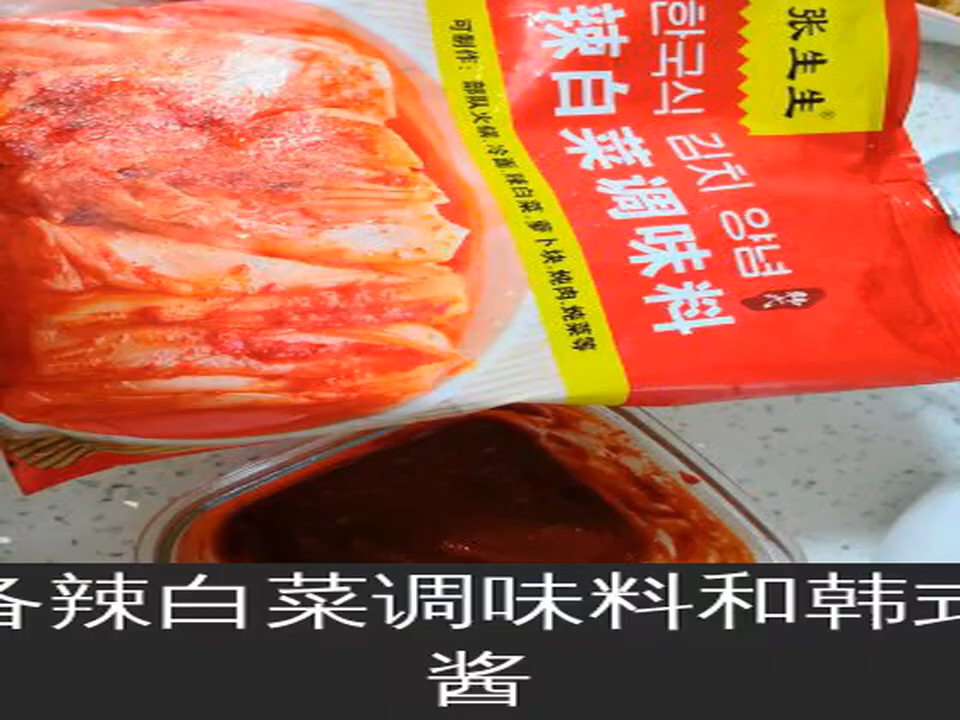 张生生®
한국식 김치 양념
辣白菜调味料
可制作：部队火锅、冷面、辣白菜、萝卜块、炖肉、炖菜等
备辣白菜调味料和韩式
酱